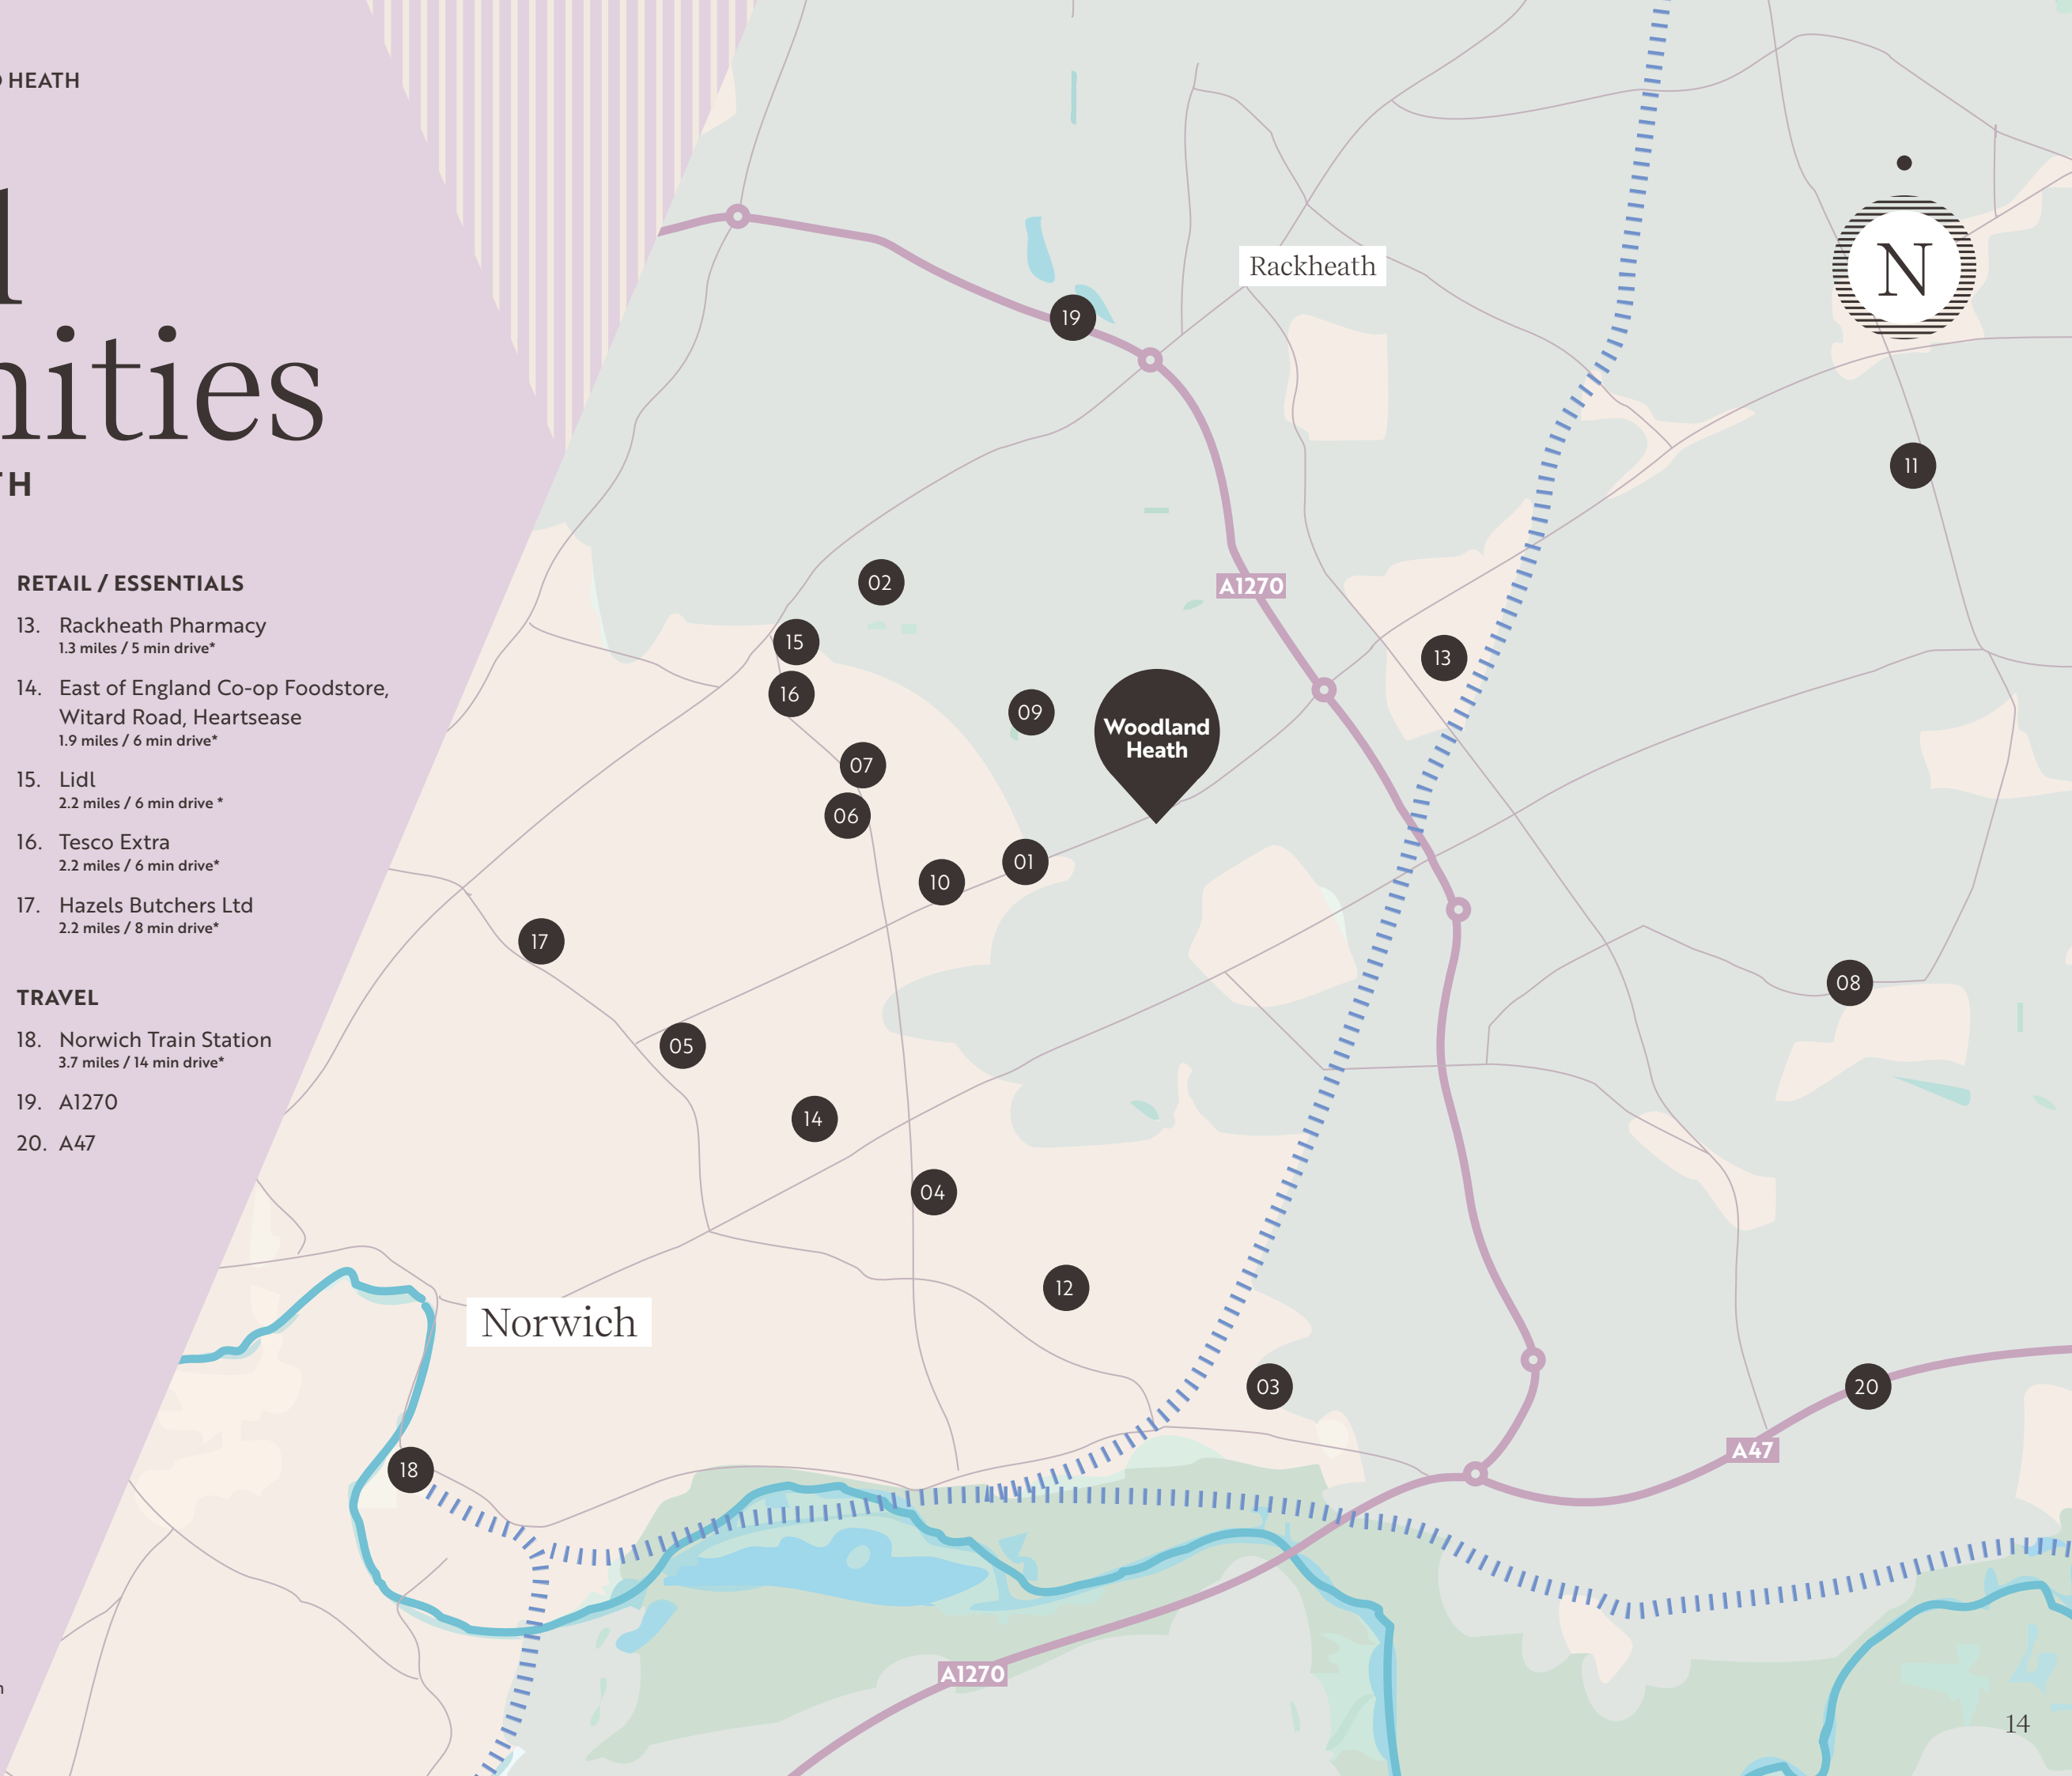 HEATH
nities
TH
RETAIL / ESSENTIALS
13. Rackheath Pharmacy
1.3 miles / 5 min drive*
14. East of England Co-op Foodstore,
Witard Road, Heartsease
1.9 miles / 6 min drive*
15. Lidl
2.2 miles / 6 min drive *
16. Tesco Extra
2.2 miles / 6 min drive*
17. Hazels Butchers Ltd
2.2 miles / 8 min drive*
TRAVEL
18. Norwich Train Station
3.7 miles / 14 min drive*
19. A1270
20. A47
N
Rackheath
19
11
02
A1270
15
13
16
09
Woodland
Heath
07
06
01
10
17
08
05
14
04
12
Norwich
03
20
A47
18
A1270
14